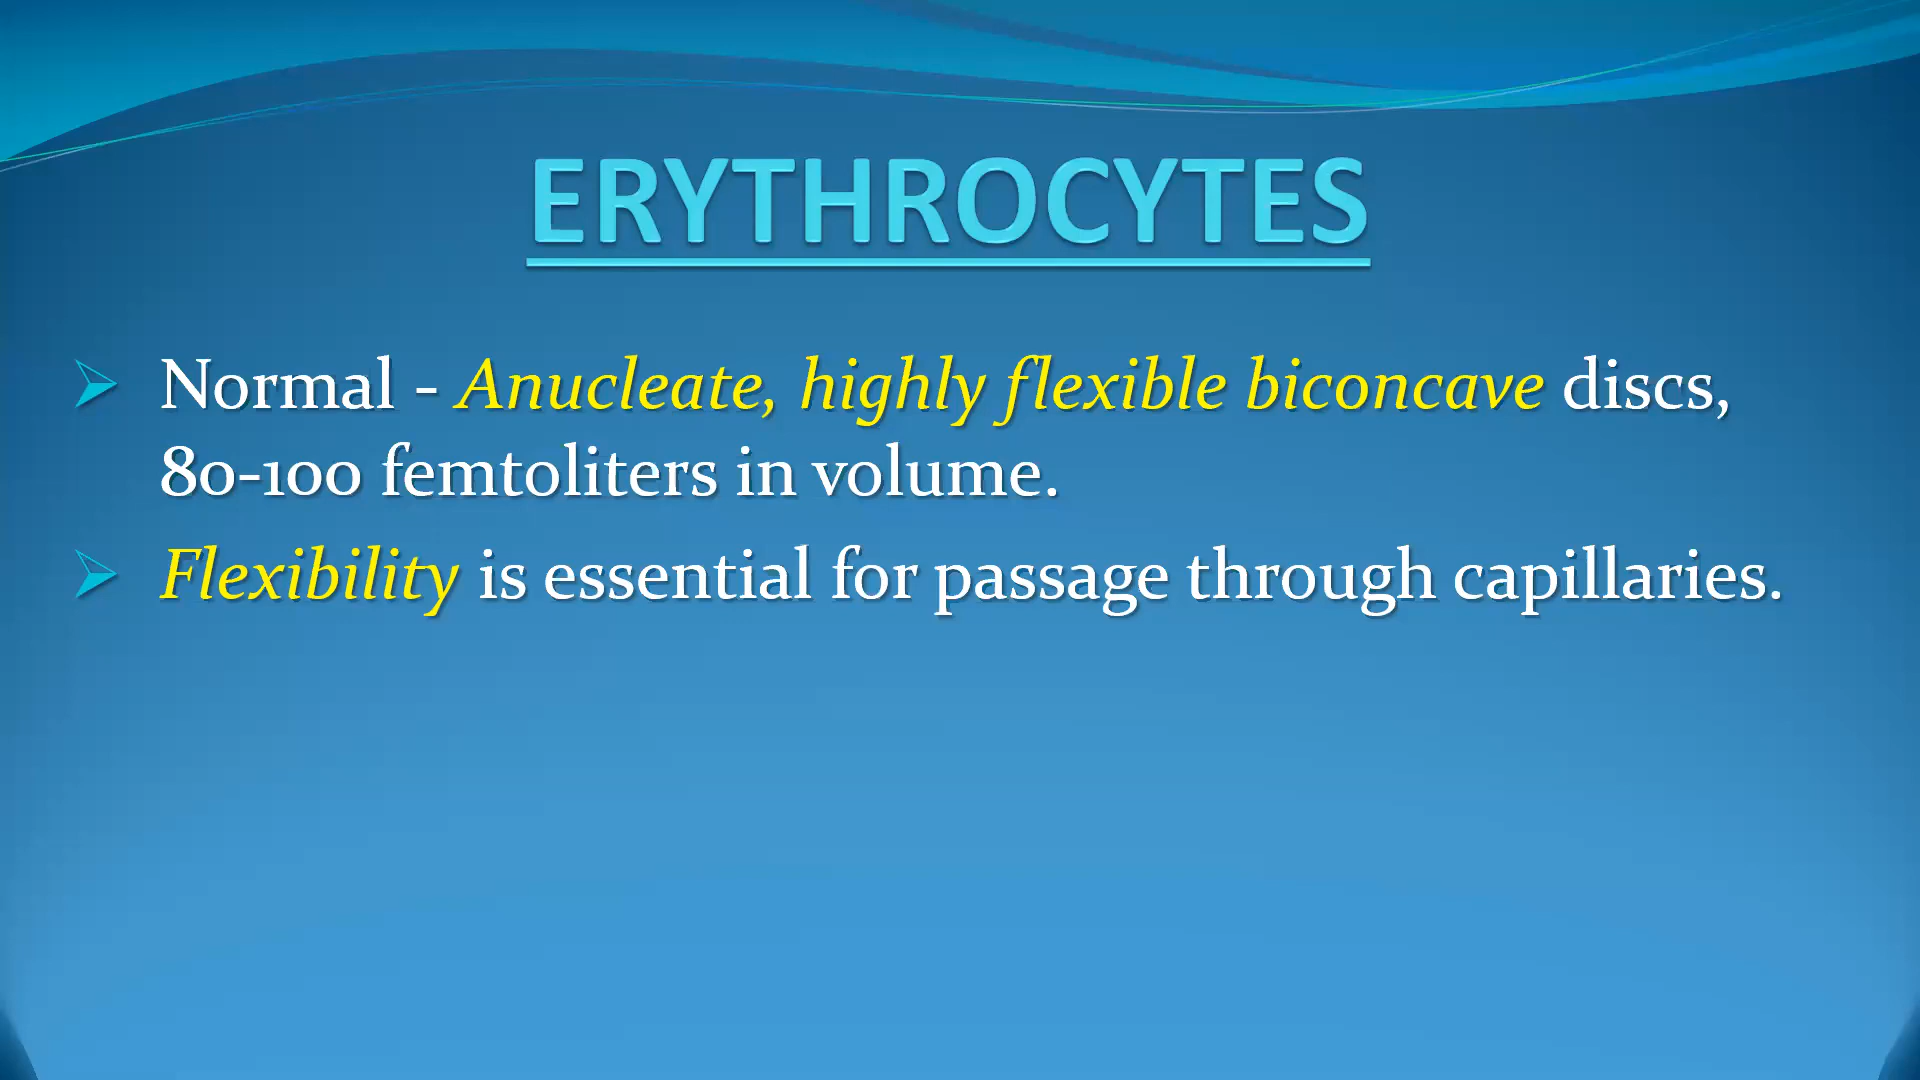 ERYTHROCYTES
Normal - Anucleate, highly flexible biconcave discs,
80-100 femtoliters in volume.
Flexibility is essential for passage through capillaries.